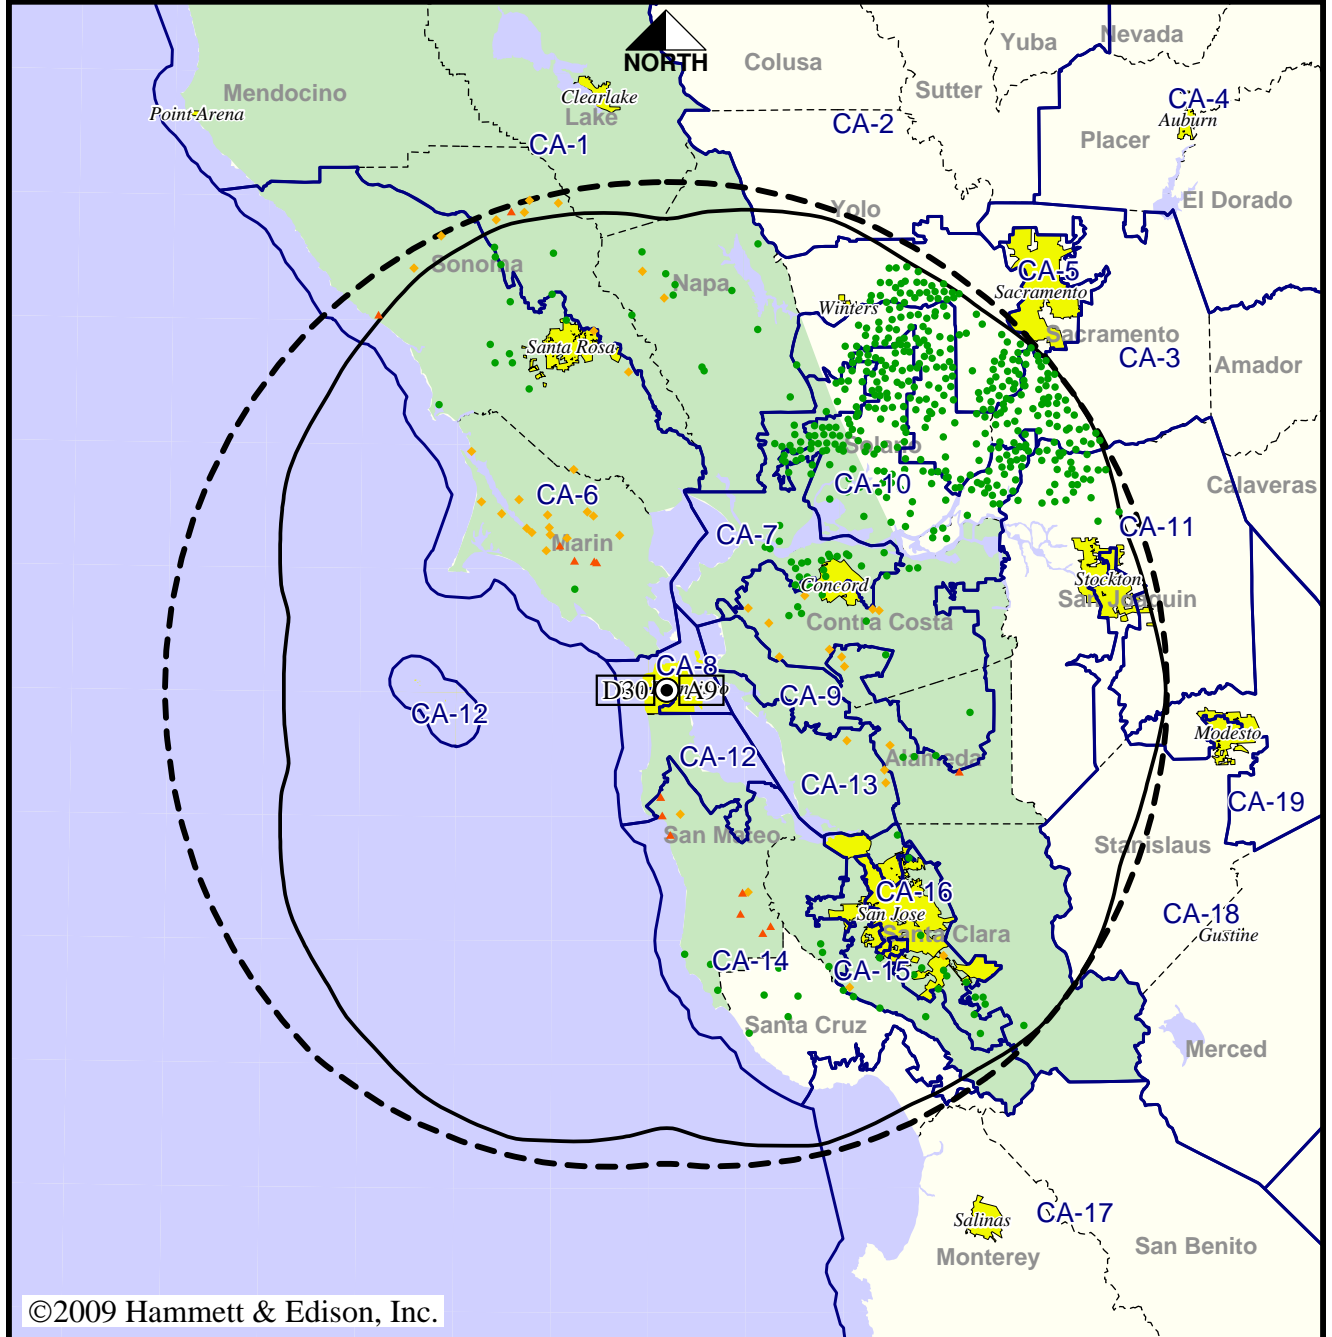 NORTH
Colusa
Yuba
Nevada
Sutter
Mendocino
Point Arena
Clearlake
Lake
CA-1
CA-2
CA-4
Auburn
Placer
El Dorado
Yolo
Sonoma
Napa
CA-5
Sacramento
Winters
Sacramento
CA-3
Amador
Santa Rosa
Solano
CA-10
Calaveras
CA-6
Marin
CA-7
CA-11
Stockton
San Joaquin
Concord
Contra Costa
CA-8
D30
A9
CA-9
CA-12
CA-12
Alameda
CA-13
Modesto
CA-19
San Mateo
Stanislaus
CA-16
San Jose
Santa Clara
CA-18
Gustine
CA-14
CA-15
Santa Cruz
Merced
Salinas
CA-17
Monterey
San Benito
©2009 Hammett & Edison, Inc.